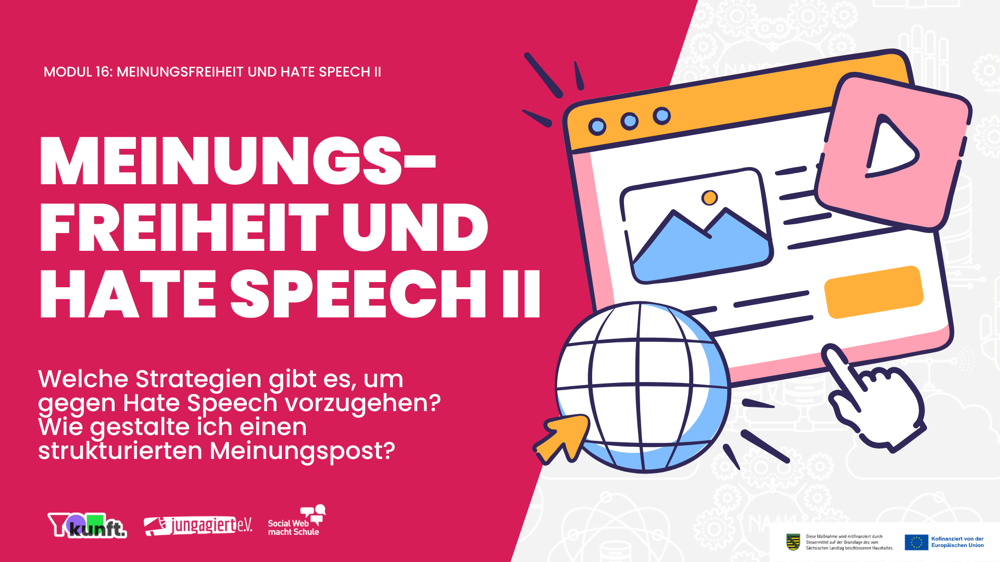 MODUL 16: MEINUNGSFREIHEIT UND HATE SPEECH II
MEINUNGS-
FREIHEIT UND
HATE SPEECH II
Welche Strategien gibt es, um
gegen Hate Speech vorzugehen?
Wie gestalte ich einen
strukturierten Meinungspost?
YOU
kunft.
jungagiert e.V.
Social Web
macht Schule
Diese Maßnahme wird mitfinanziert durch
Steuermittel auf der Grundlage des vom
Sächsischen Landtag beschlossenen Haushaltes.
Kofinanziert von der
Europäischen Union